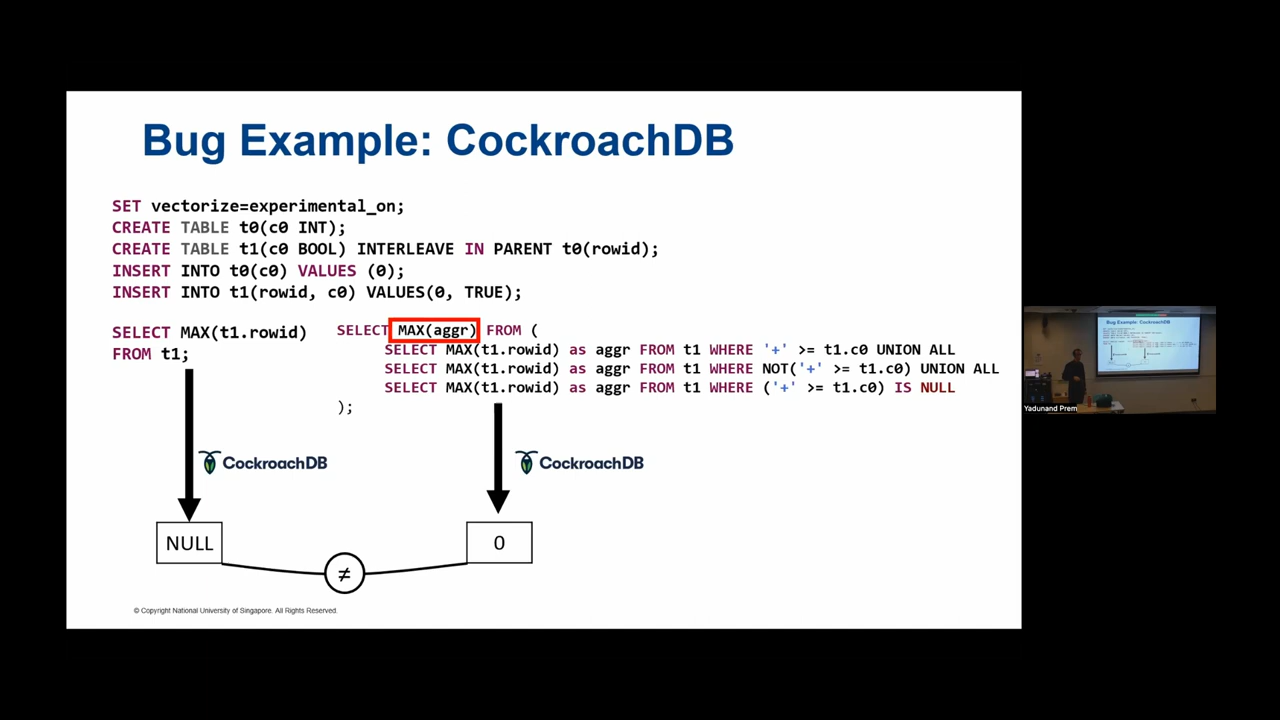 Bug Example: CockroachDB
SET vectorize=experimental_on;
CREATE TABLE t0(c0 INT);
CREATE TABLE t1(c0 BOOL) INTERLEAVE IN PARENT t0(rowid);
INSERT INTO t0(c0) VALUES (0);
INSERT INTO t1(rowid, c0) VALUES(0, TRUE);
SELECT MAX(t1.rowid)
FROM t1;
SELECT MAX(aggr) FROM (
SELECT MAX(t1.rowid) as aggr FROM t1 WHERE '+' >= t1.c0 UNION ALL
SELECT MAX(t1.rowid) as aggr FROM t1 WHERE NOT('+' >= t1.c0) UNION ALL
SELECT MAX(t1.rowid) as aggr FROM t1 WHERE ('+' >= t1.c0) IS NULL
);
CockroachDB
CockroachDB
NULL
0
≠
© Copyright National University of Singapore. All Rights Reserved.
Bug Example: CockroachDB
Yadunand Prem